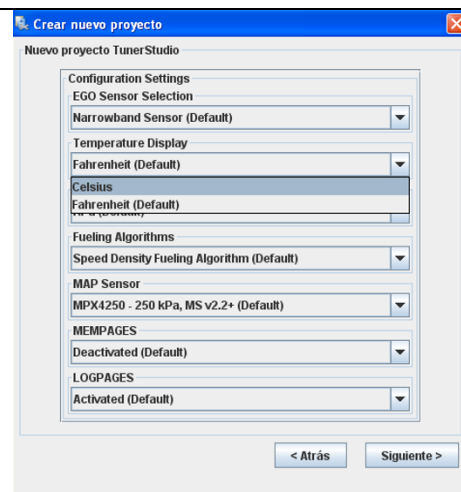 Crear nuevo proyecto
Nuevo proyecto TunerStudio
Configuration Settings
EGO Sensor Selection
Narrowband Sensor (Default)
Temperature Display
Fahrenheit (Default)
Celsius
Fahrenheit (Default)
Fueling Algorithms
Speed Density Fueling Algorithm (Default)
MAP Sensor
MPX4250 - 250 kPa, MS v2.2+ (Default)
MEMPAGES
Deactivated (Default)
LOGPAGES
Activated (Default)
< Atrás
Siguiente >